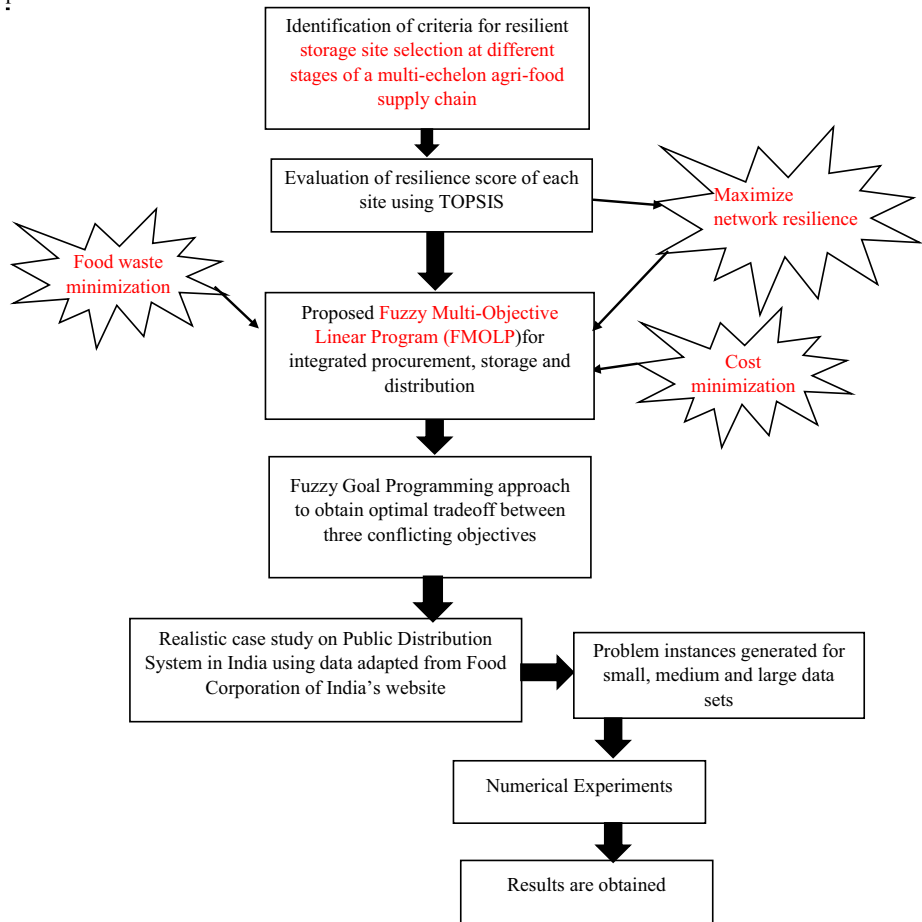 Identification of criteria for resilient
storage site selection at different
stages of a multi-echelon agri-food
supply chain
Evaluation of resilience score of each
site using TOPSIS
Maximize
network resilience
Food waste
minimization
Proposed Fuzzy Multi-Objective
Linear Program (FMOLP)for
integrated procurement, storage and
distribution
Cost
minimization
Fuzzy Goal Programming approach
to obtain optimal tradeoff between
three conflicting objectives
Realistic case study on Public Distribution
System in India using data adapted from Food
Corporation of India's website
Problem instances generated for
small, medium and large data
sets
Numerical Experiments
Results are obtained